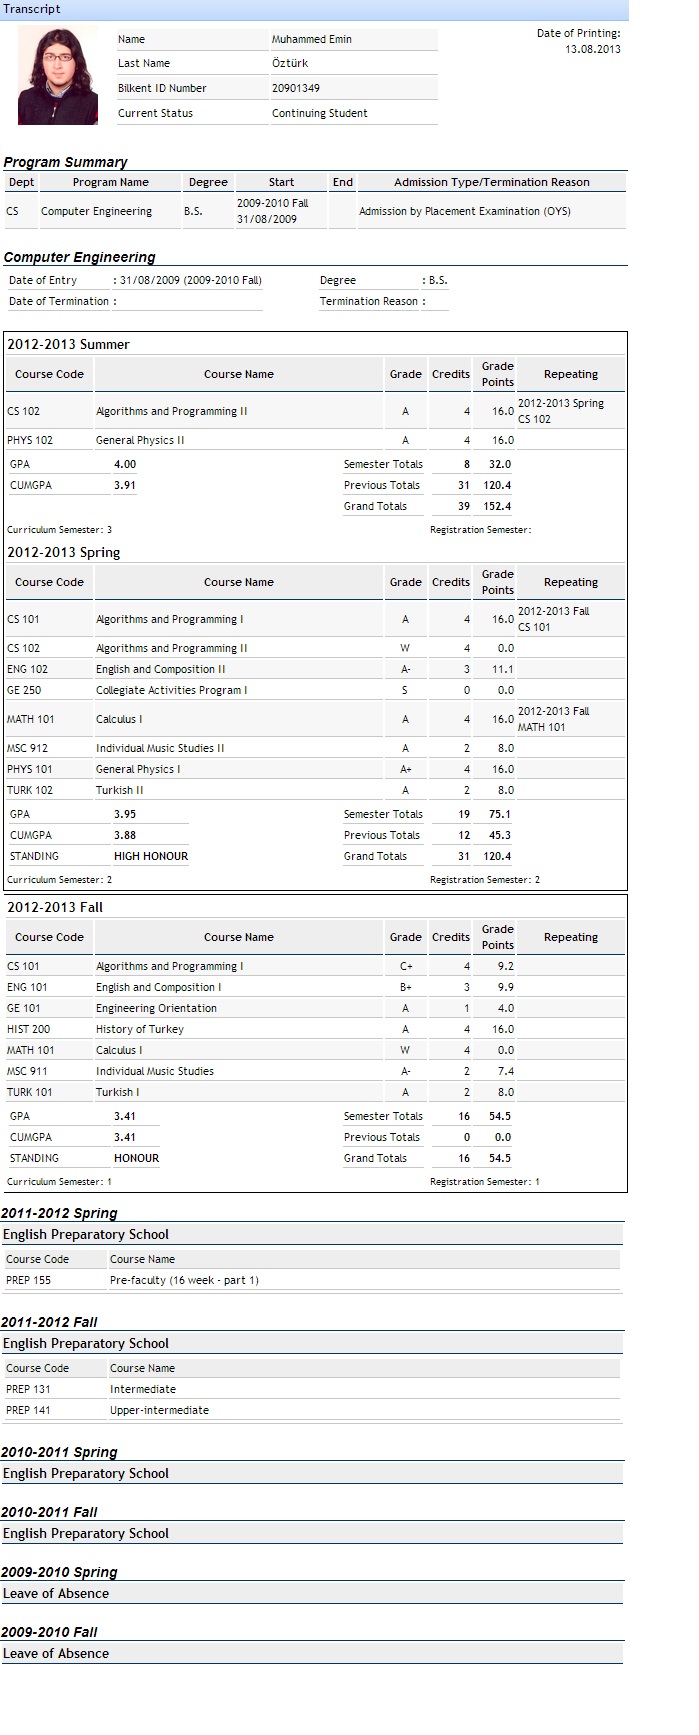 Transcript
Date of Printing:
13.08.2013
Name Muhammed Emin
Last Name Öztürk
Bilkent ID Number 20901349
Current Status Continuing Student
Program Summary
Dept Program Name Degree Start End Admission Type/Termination Reason
CS Computer Engineering B.S. 2009-2010 Fall Admission by Placement Examination (OYS)
31/08/2009
Computer Engineering
Date of Entry : 31/08/2009 (2009-2010 Fall) Degree : B.S.
Date of Termination : Termination Reason :
2012-2013 Summer
Course Code Course Name Grade Credits Grade Points Repeating
CS 102 Algorithms and Programming II A 4 16.0 2012-2013 Spring
CS 102
PHYS 102 General Physics II A 4 16.0
GPA 4.00 Semester Totals 8 32.0
CUMGPA 3.91 Previous Totals 31 120.4
Grand Totals 39 152.4
Curriculum Semester: 3 Registration Semester:
2012-2013 Spring
Course Code Course Name Grade Credits Grade Points Repeating
CS 101 Algorithms and Programming I A 4 16.0 2012-2013 Fall
CS 101
CS 102 Algorithms and Programming II W 4 0.0
ENG 102 English and Composition II A- 3 11.1
GE 250 Collegiate Activities Program I S 0 0.0
MATH 101 Calculus I A 4 16.0 2012-2013 Fall
MATH 101
MSC 912 Individual Music Studies II A 2 8.0
PHYS 101 General Physics I A+ 4 16.0
TURK 102 Turkish II A 2 8.0
GPA 3.95 Semester Totals 19 75.1
CUMGPA 3.88 Previous Totals 12 45.3
STANDING HIGH HONOUR Grand Totals 31 120.4
Curriculum Semester: 2 Registration Semester: 2
2012-2013 Fall
Course Code Course Name Grade Credits Grade Points Repeating
CS 101 Algorithms and Programming I C+ 4 9.2
ENG 101 English and Composition I B+ 3 9.9
GE 101 Engineering Orientation A 1 4.0
HIST 200 History of Turkey A 4 16.0
MATH 101 Calculus I W 4 0.0
MSC 911 Individual Music Studies A- 2 7.4
TURK 101 Turkish I A 2 8.0
GPA 3.41 Semester Totals 16 54.5
CUMGPA 3.41 Previous Totals 0 0.0
STANDING HONOUR Grand Totals 16 54.5
Curriculum Semester: 1 Registration Semester: 1
2011-2012 Spring
English Preparatory School
Course Code Course Name
PREP 155 Pre-faculty (16 week - part 1)
2011-2012 Fall
English Preparatory School
Course Code Course Name
PREP 131 Intermediate
PREP 141 Upper-intermediate
2010-2011 Spring
English Preparatory School
2010-2011 Fall
English Preparatory School
2009-2010 Spring
Leave of Absence
2009-2010 Fall
Leave of Absence